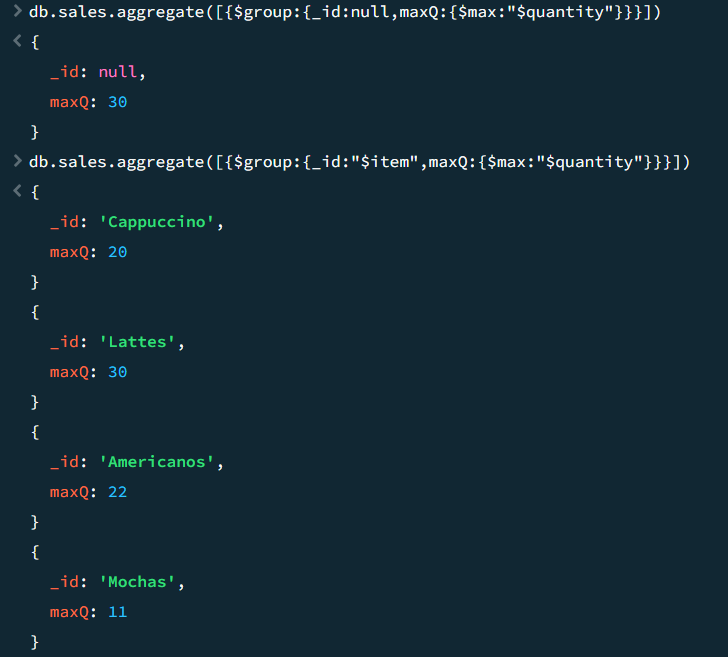 > db.sales.aggregate([{$group:{_id:null,maxQ:{$max:"$quantity"}}}])
< {
_id: null,
maxQ: 30
}
> db.sales.aggregate([{$group:{_id:"$item",maxQ:{$max:"$quantity"}}}])
< {
_id: 'Cappuccino',
maxQ: 20
}
{
_id: 'Lattes',
maxQ: 30
}
{
_id: 'Americanos',
maxQ: 22
}
{
_id: 'Mochas',
maxQ: 11
}